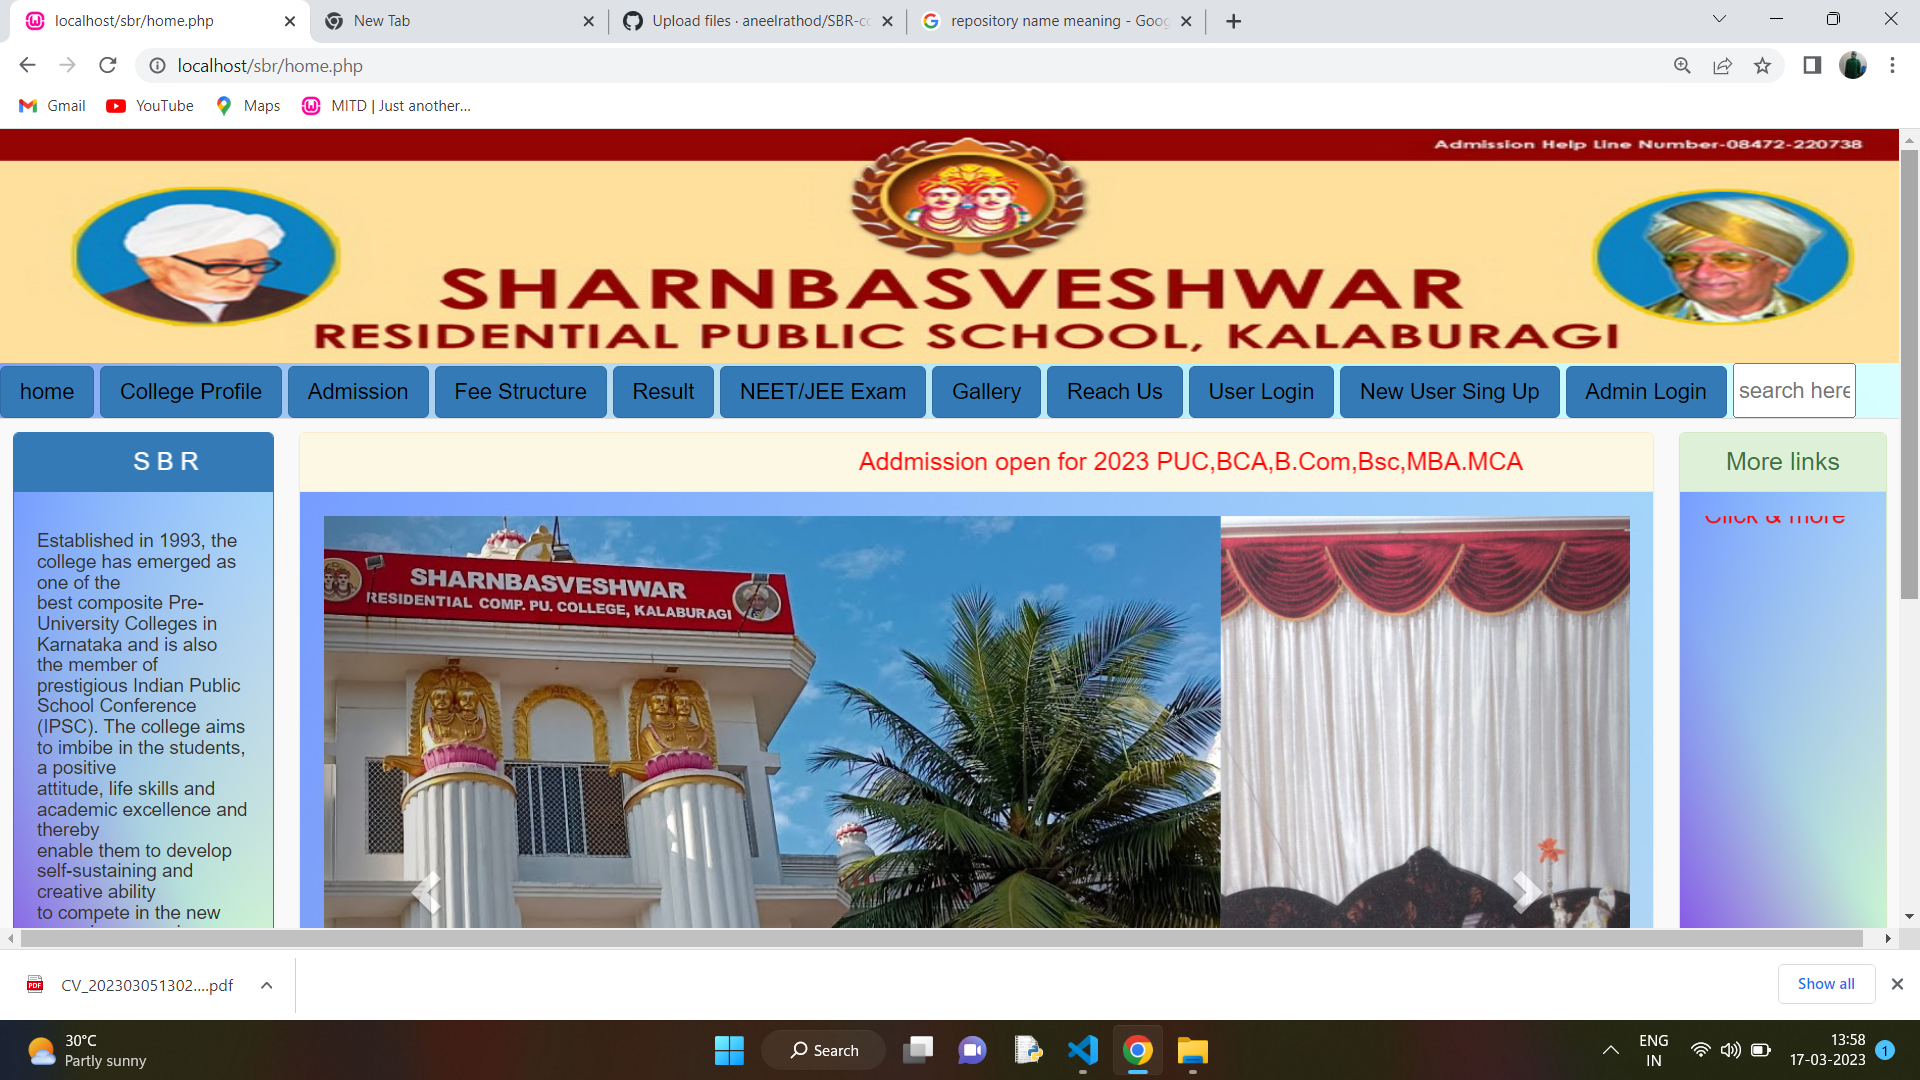 localhost/sbr/home.php
New Tab
Upload files · aneelrathod/SBR-co
repository name meaning - Goog
localhost/sbr/home.php
Gmail
YouTube
Maps
MITD | Just another...
Admission Help Line Number-08472-220738
SHARNBASVESHWAR
RESIDENTIAL PUBLIC SCHOOL, KALABURAGI
home
College Profile
Admission
Fee Structure
Result
NEET/JEE Exam
Gallery
Reach Us
User Login
New User Sing Up
Admin Login
search here
S B R
Addmission open for 2023 PUC,BCA,B.Com,Bsc,MBA.MCA
More links
Established in 1993, the
college has emerged as
one of the
best composite Pre-
University Colleges in
Karnataka and is also
the member of
prestigious Indian Public
School Conference
(IPSC). The college aims
to imbibe in the students,
a positive
attitude, life skills and
academic excellence and
thereby
enable them to develop
self-sustaining and
creative ability
to compete in the new
SHARNBASVESHWAR
RESIDENTIAL COMP. PU. COLLEGE, KALABURAGI
Click & more
CV_202303051302....pdf
Show all
30°C
Partly sunny
Search
ENG
IN
13:58
17-03-2023
1